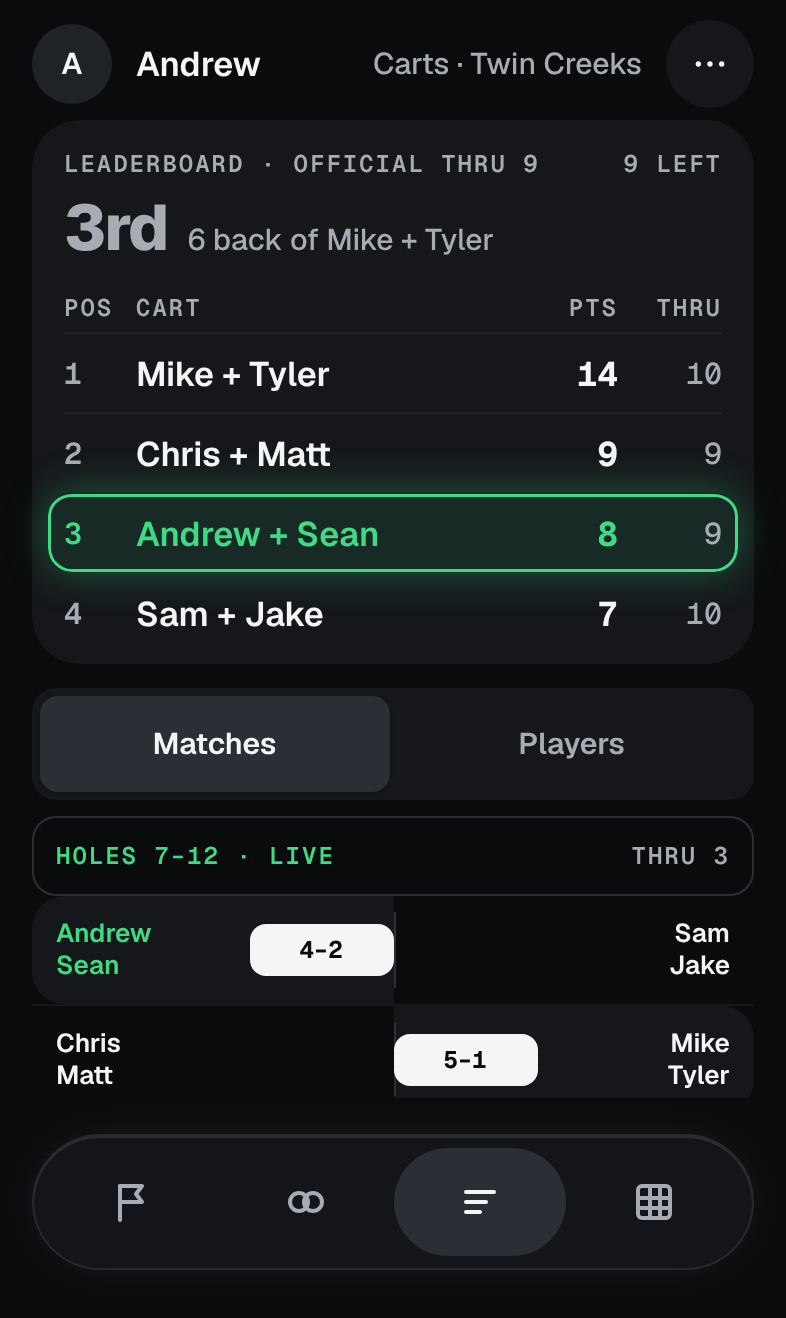 A Andrew Carts · Twin Creeks ...
LEADERBOARD · OFFICIAL THRU 9 9 LEFT
3rd 6 back of Mike + Tyler
POS CART PTS THRU
1 Mike + Tyler 14 10
2 Chris + Matt 9 9
3 Andrew + Sean 8 9
4 Sam + Jake 7 10
Matches Players
HOLES 7–12 · LIVE THRU 3
Andrew Sam
4–2
Sean Jake
Chris Mike
5–1
Matt Tyler